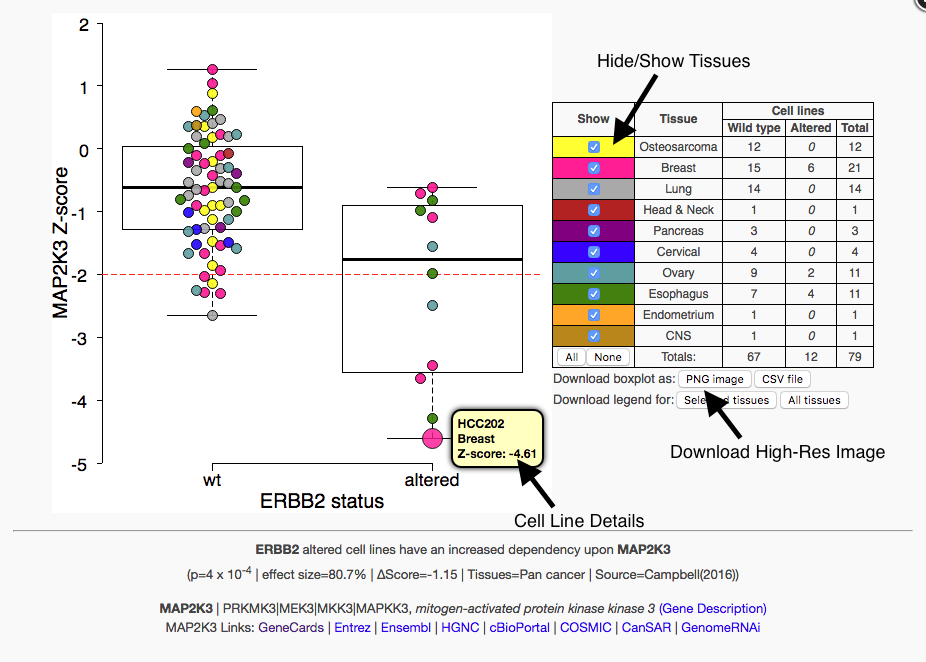 Hide/Show Tissues
2
1
0
-1
-2
-3
-4
-5
MAP2K3 Z-score
wt
altered
ERBB2 status
HCC202
Breast
Z-score: -4.61
Cell Line Details
Show Tissue Cell lines
Wild type Altered Total
Osteosarcoma 12 0 12
Breast 15 6 21
Lung 14 0 14
Head & Neck 1 0 1
Pancreas 3 0 3
Cervical 4 0 4
Ovary 9 2 11
Esophagus 7 4 11
Endometrium 1 0 1
CNS 1 0 1
All None Totals: 67 12 79
Download boxplot as: PNG image CSV file
Download legend for: tissues All tissues
Download High-Res Image
ERBB2 altered cell lines have an increased dependency upon MAP2K3
(p=4 x 10-4 | effect size=80.7% | ΔScore=-1.15 | Tissues=Pan cancer | Source=Campbell(2016))
MAP2K3 | PRKMK3|MEK3|MKK3|MAPKK3, mitogen-activated protein kinase kinase 3 (Gene Description)
MAP2K3 Links: GeneCards | Entrez | Ensembl | HGNC | cBioPortal | COSMIC | CanSAR | GenomeRNAi